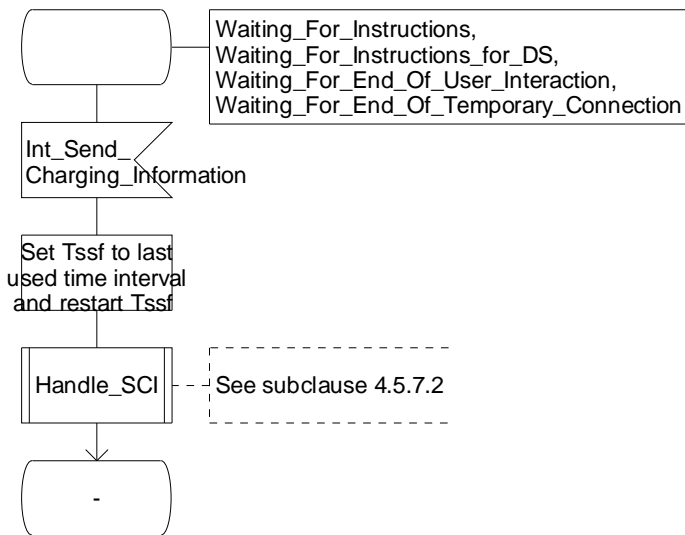 Waiting_For_Instructions,
Waiting_For_Instructions_for_DS,
Waiting_For_End_Of_User_Interaction,
Waiting_For_End_Of_Temporary_Connection
Int_Send_
Charging_Information
Set Tssf to last
used time interval
and restart Tssf
Handle_SCI
See subclause 4.5.7.2
-